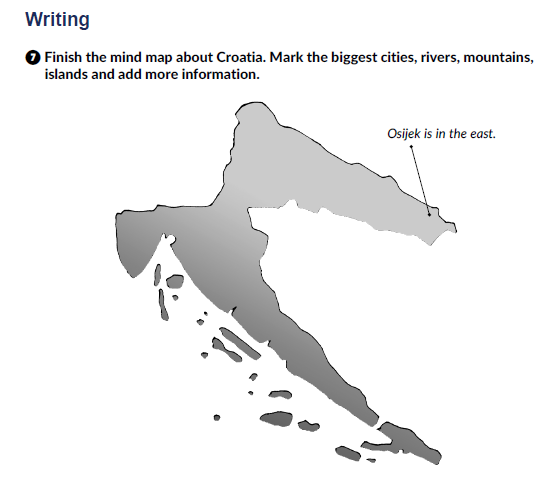 Writing
7 Finish the mind map about Croatia. Mark the biggest cities, rivers, mountains,
islands and add more information.
Osijek is in the east.